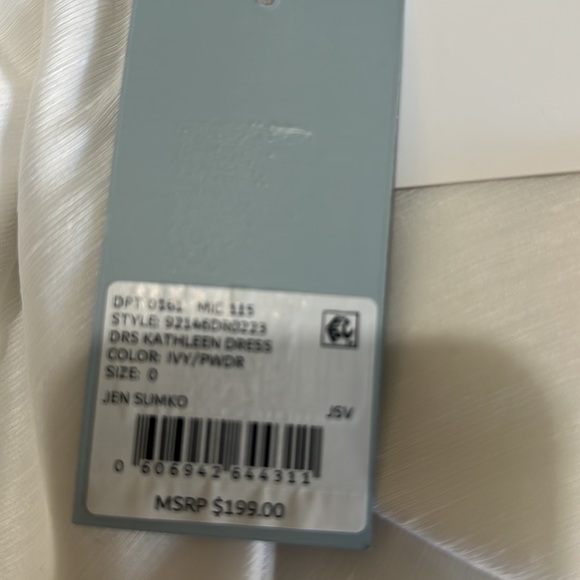 DPT 0161 MIC 115
STYLE: 92146DR0223
DRS KATHLEEN DRESS
COLOR: IVY/PWDR
SIZE: 0
JEN SUMKO JSV
0 606942 644311
MSRP $199.00